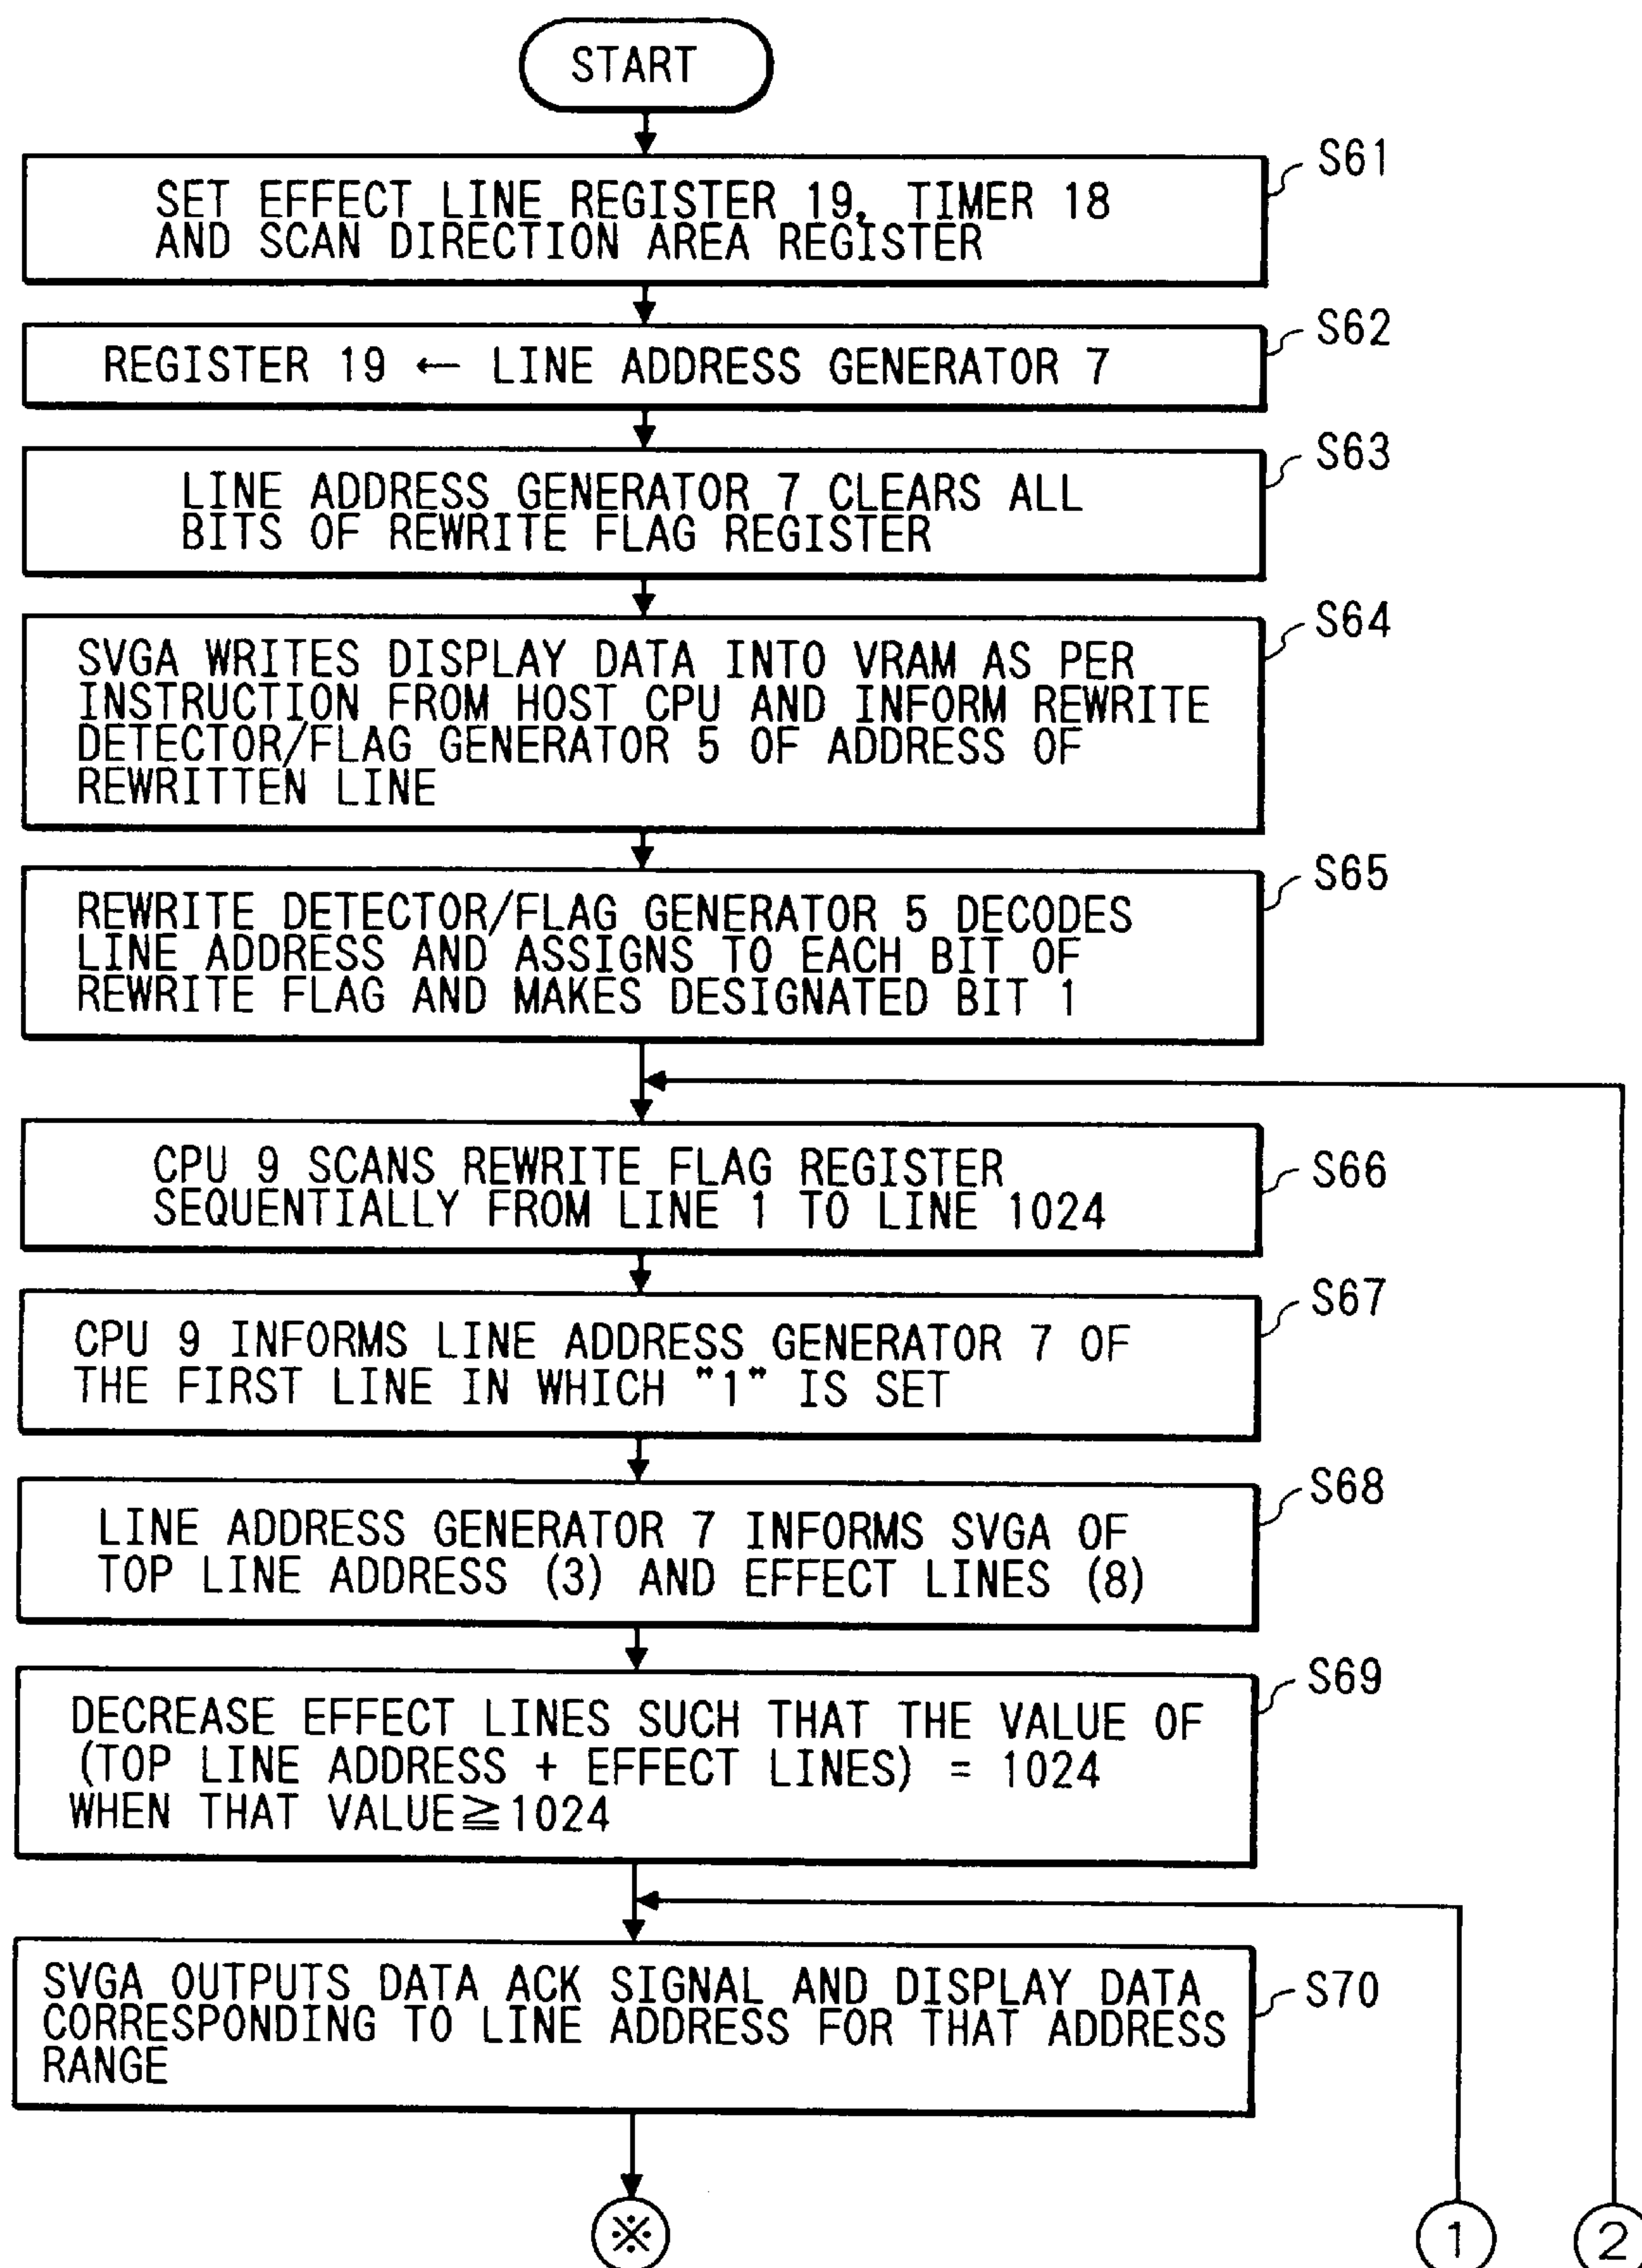 START
S61
SET EFFECT LINE REGISTER 19, TIMER 18
AND SCAN DIRECTION AREA REGISTER
S62
REGISTER 19 ← LINE ADDRESS GENERATOR 7
S63
LINE ADDRESS GENERATOR 7 CLEARS ALL
BITS OF REWRITE FLAG REGISTER
S64
SVGA WRITES DISPLAY DATA INTO VRAM AS PER
INSTRUCTION FROM HOST CPU AND INFORM REWRITE
DETECTOR/FLAG GENERATOR 5 OF ADDRESS OF
REWRITTEN LINE
S65
REWRITE DETECTOR/FLAG GENERATOR 5 DECODES
LINE ADDRESS AND ASSIGNS TO EACH BIT OF
REWRITE FLAG AND MAKES DESIGNATED BIT 1
S66
CPU 9 SCANS REWRITE FLAG REGISTER
SEQUENTIALLY FROM LINE 1 TO LINE 1024
S67
CPU 9 INFORMS LINE ADDRESS GENERATOR 7 OF
THE FIRST LINE IN WHICH "1" IS SET
S68
LINE ADDRESS GENERATOR 7 INFORMS SVGA OF
TOP LINE ADDRESS (3) AND EFFECT LINES (8)
S69
DECREASE EFFECT LINES SUCH THAT THE VALUE OF
(TOP LINE ADDRESS + EFFECT LINES) = 1024
WHEN THAT VALUE≧1024
S70
SVGA OUTPUTS DATA ACK SIGNAL AND DISPLAY DATA
CORRESPONDING TO LINE ADDRESS FOR THAT ADDRESS
RANGE
※
1
2